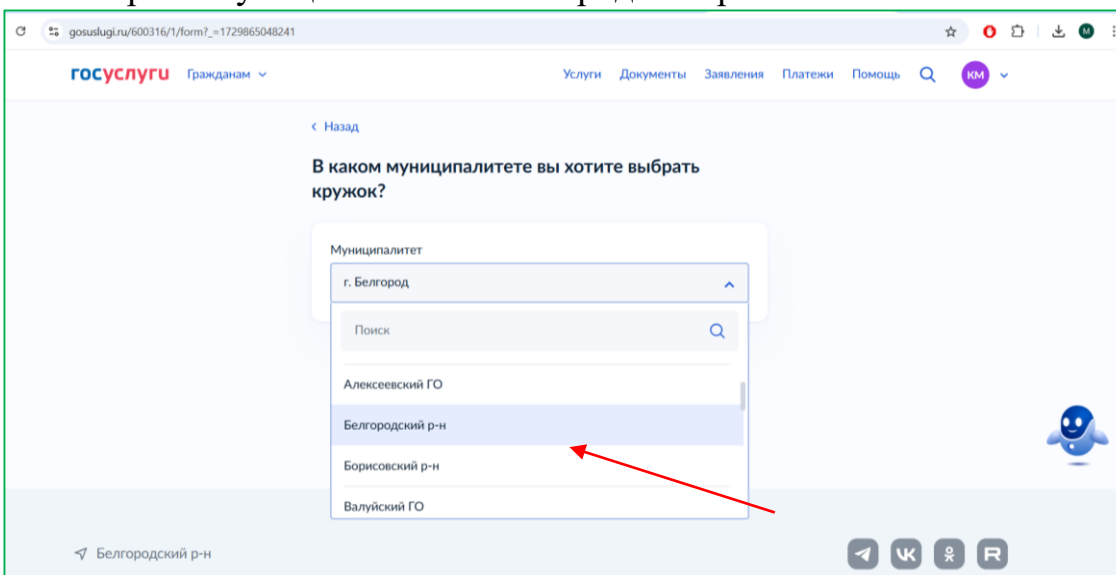 gosuslugi.ru/600316/1/form?_=1729865048241
M
госуслуги Гражданам Услуги Документы Заявления Платежи Помощь КМ
Назад
В каком муниципалитете вы хотите выбрать
кружок?
Муниципалитет
г. Белгород
Поиск
Алексеевский ГО
Белгородский р-н
Борисовский р-н
Валуйский ГО
Белгородский р-н